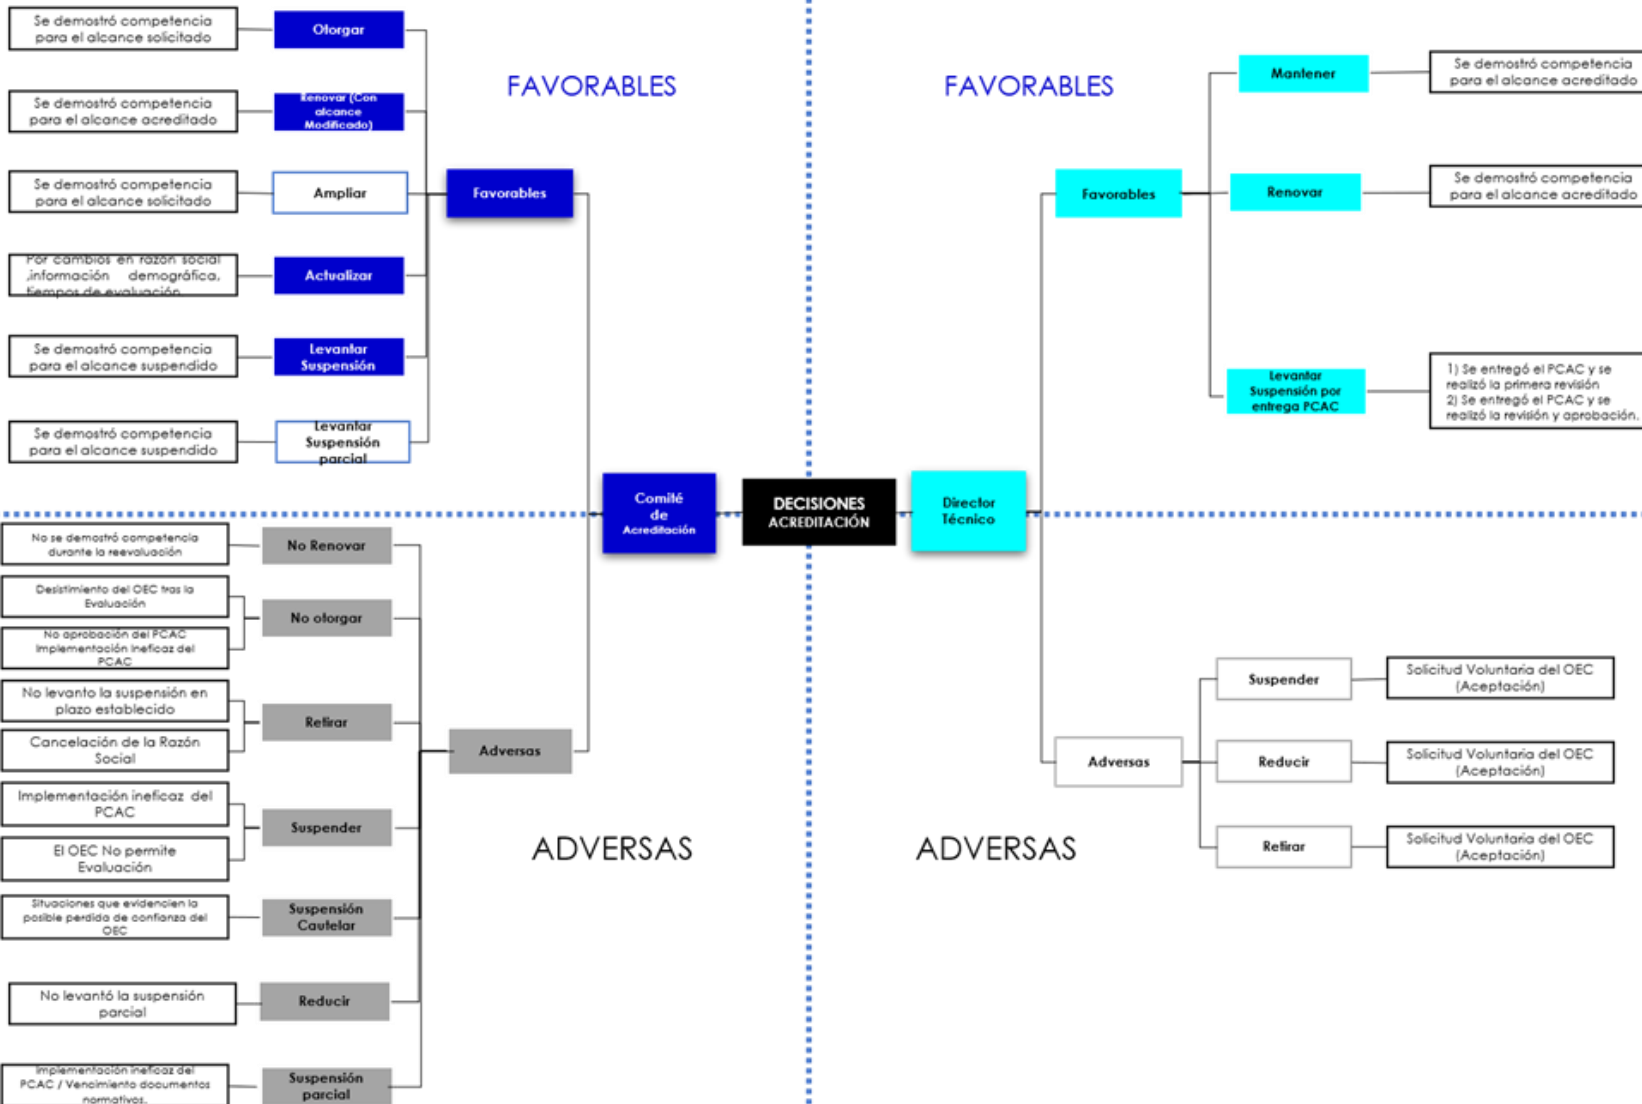 Se demostró competencia
para el alcance solicitado
Otorgar
Se demostró competencia
para el alcance acreditado
Renovar (Con
alcance
Modificado)
Se demostró competencia
para el alcance solicitado
Ampliar
Por cambios en razón social
,información demográfica,
tiempos de evaluación.
Actualizar
Se demostró competencia
para el alcance suspendido
Levantar
Suspensión
Se demostró competencia
para el alcance suspendido
Levantar
Suspensión
parcial
FAVORABLES
Favorables
FAVORABLES
Favorables
Mantener
Se demostró competencia
para el alcance acreditado
Renovar
Se demostró competencia
para el alcance acreditado
Levantar
Suspensión por
entrega PCAC
1) Se entregó el PCAC y se
realizó la primera revisión
2) Se entregó el PCAC y se
realizó la revisión y aprobación.
Comité
de
Acreditación
DECISIONES
ACREDITACIÓN
Director
Técnico
No se demostró competencia
durante la reevaluación
No Renovar
Desistimiento del OEC tras la
Evaluación
No aprobación del PCAC
Implementación Ineficaz del
PCAC
No otorgar
No levanto la suspensión en
plazo establecido
Cancelación de la Razón
Social
Retirar
Implementación ineficaz del
PCAC
El OEC No permite
Evaluación
Suspender
Situaciones que evidencien la
posible perdida de confianza del
OEC
Suspensión
Cautelar
No levantó la suspensión
parcial
Reducir
Implementación ineficaz del
PCAC / Vencimiento documentos
normativos.
Suspensión
parcial
Adversas
ADVERSAS
ADVERSAS
Adversas
Suspender
Solicitud Voluntaria del OEC
(Aceptación)
Reducir
Solicitud Voluntaria del OEC
(Aceptación)
Retirar
Solicitud Voluntaria del OEC
(Aceptación)